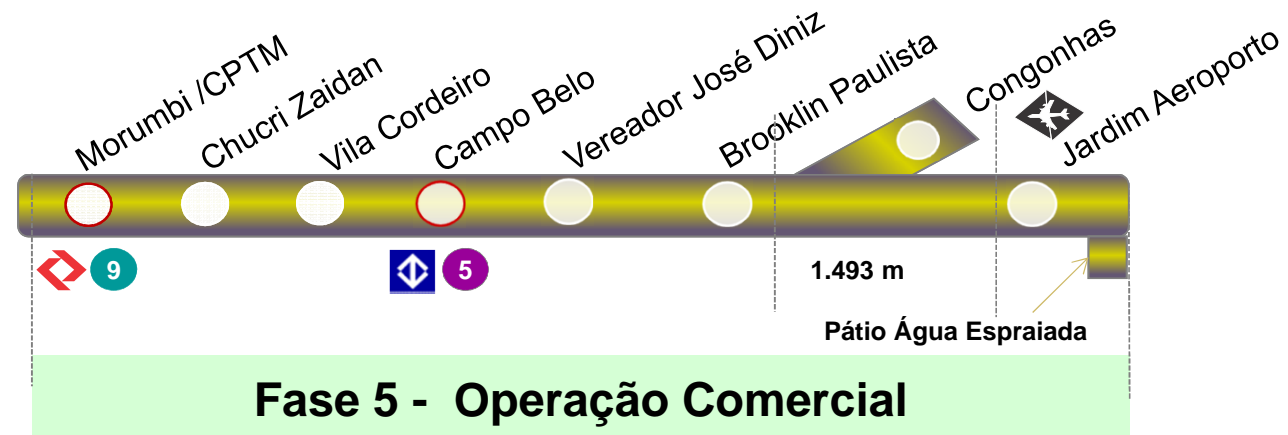 Morumbi /CPTM
Chucri Zaidan
Vila Cordeiro
Campo Belo
Vereador José Diniz
Brooklin Paulista
Congonhas
Jardim Aeroporto
9
5
1.493 m
Pátio Água Espraiada
Fase 5 - Operação Comercial